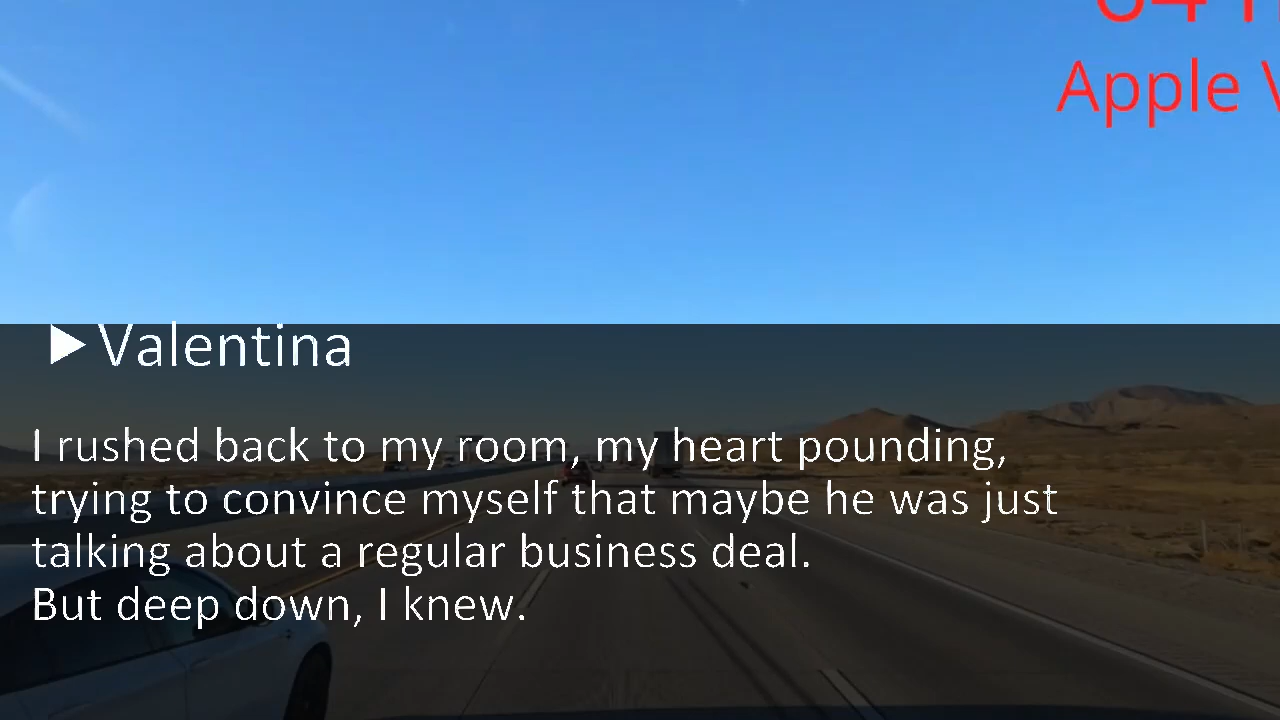 Apple
▶Valentina
I rushed back to my room, my heart pounding,
trying to convince myself that maybe he was just
talking about a regular business deal.
But deep down, I knew.